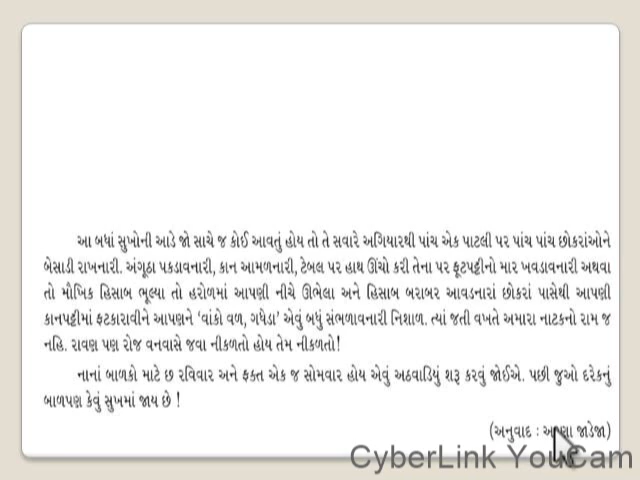 આ બધાં સુખોની આડે જો સાચે જ કોઈ આવતું હોય તો તે સવારે અગિયારથી પાંચ એક પાટલી પર પાંચ પાંચ છોકરાંઓને
બેસાડી રાખનારી. અંગૂઠા પકડાવનારી, કાન આમળનારી, ટેબલ પર હાથ ઊંચો કરી તેના પર ફૂટપટ્ટીનો માર ખવડાવનારી અથવા
તો મૌખિક હિસાબ ભૂલ્યા તો હરોળમાં આપણી નીચે ઊભેલા અને હિસાબ બરાબર આવડનારાં છોકરાં પાસેથી આપણી
કાનપટ્ટીમાં ફટકારાવીને આપણને ‘વાંકો વળ, ગધેડા’ એવું બધું સંભળાવનારી નિશાળ. ત્યાં જતી વખતે અમારા નાટકનો રામ જ
નહિ. રાવણ પણ રોજ વનવાસે જવા નીકળતો હોય તેમ નીકળતો!
નાનાં બાળકો માટે છ રવિવાર અને ફક્ત એક જ સોમવાર હોય એવું અઠવાડિયું શરૂ કરવું જોઈએ. પછી જુઓ દરેકનું
બાળપણ કેવું સુખમાં જાય છે !
(અનુવાદ : જાડેજા)
CyberLink YouCam